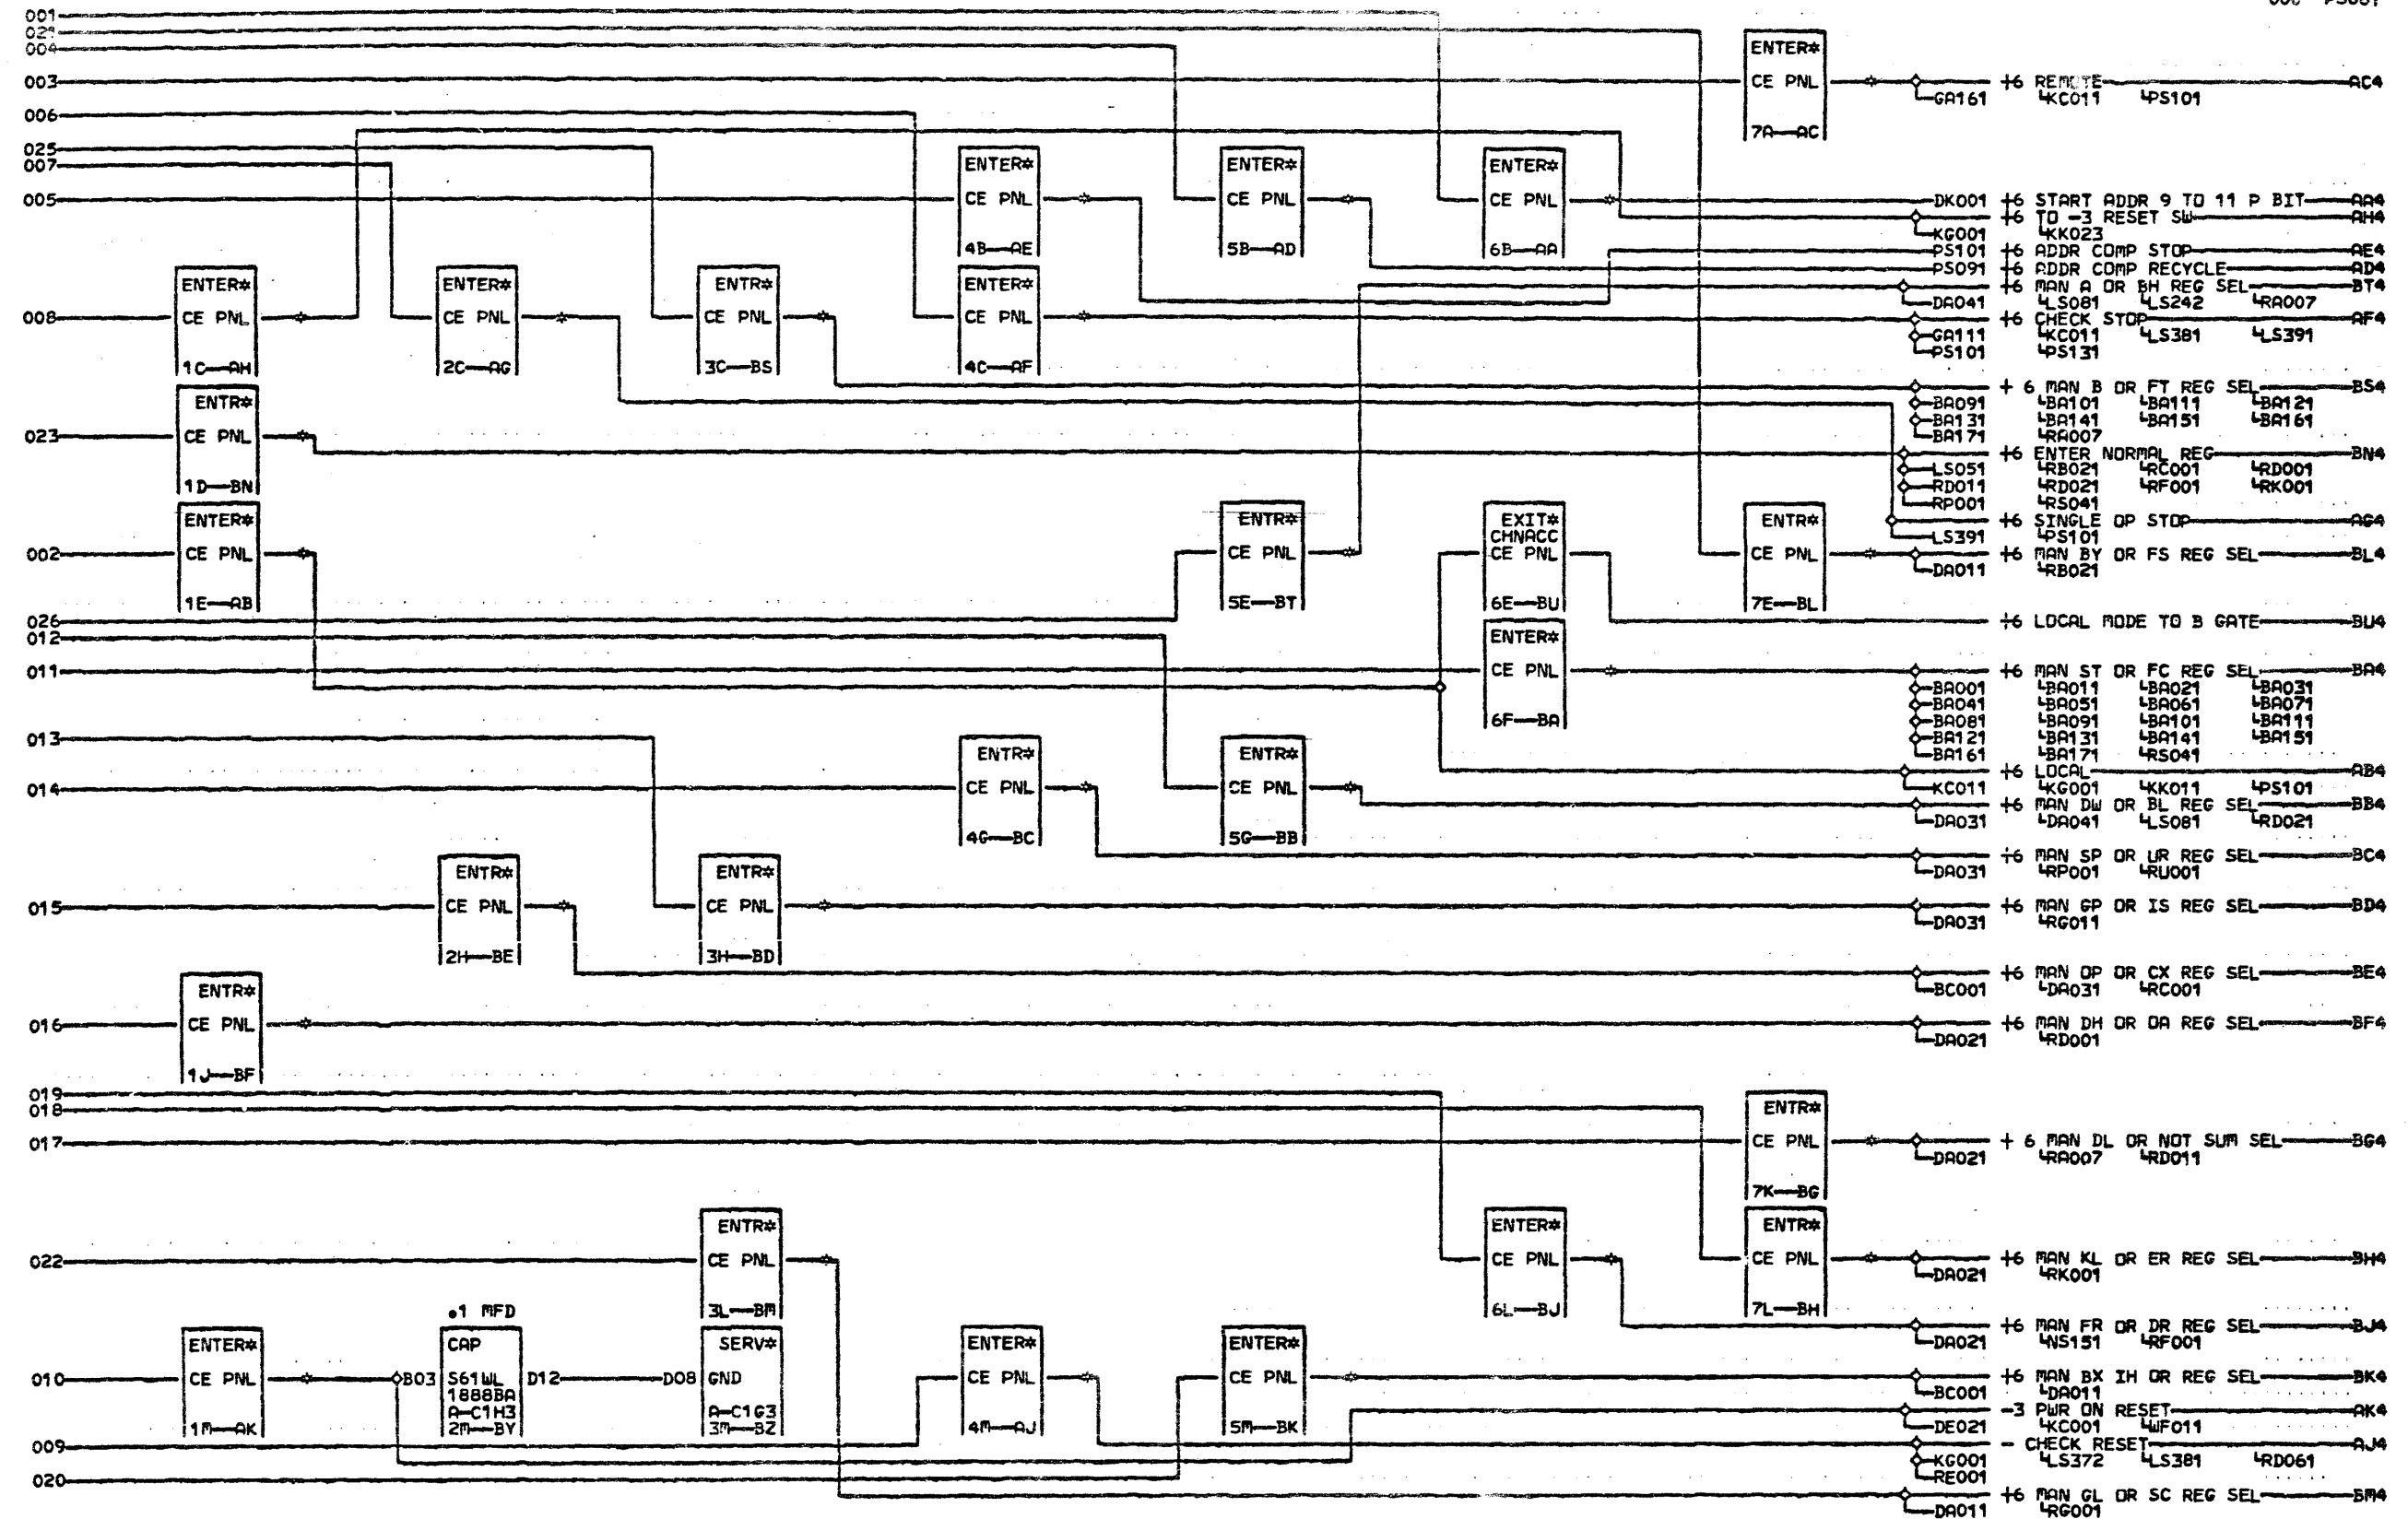 001
021
004
003
006
025
007
005
008
023
002
026
012
011
013
014
015
016
019
018
017
022
010
009
020
ENTER*
CE PNL
7A—AC
ENTER*
CE PNL
4B—AE
ENTER*
CE PNL
5B—AD
ENTER*
CE PNL
6B—AA
ENTER*
CE PNL
1C—AH
ENTER*
CE PNL
2C—AG
ENTR*
CE PNL
3C—BS
ENTER*
CE PNL
4C—AF
ENTR*
CE PNL
1D—BN
ENTER*
CE PNL
1E—AB
ENTR*
CE PNL
5E—BT
EXIT*
CHNACC
CE PNL
6E—BU
ENTR*
CE PNL
7E—BL
ENTER*
CE PNL
6F—BA
ENTR*
CE PNL
4G—BC
ENTR*
CE PNL
5G—BB
ENTR*
CE PNL
2H—BE
ENTR*
CE PNL
3H—BD
ENTR*
CE PNL
1J—BF
ENTR*
CE PNL
7K—BG
ENTR*
CE PNL
3L—BM
ENTER*
CE PNL
6L—BJ
ENTR*
CE PNL
7L—BH
ENTER*
CE PNL
1M—AK
.1 MFD
CAP
B03 S61WL D12
1888BA
A-C1H3
2M—BY
SERV*
D08 GND
A-C1G3
3M—BZ
ENTER*
CE PNL
4M—AJ
ENTER*
CE PNL
5M—BK
+6 REMOTE AC4
GA161 KC011 PS101
DK001 +6 START ADDR 9 TO 11 P BIT AA4
+6 TO -3 RESET SW AH4
KG001 KK023
PS101 +6 ADDR COMP STOP AE4
PS091 +6 ADDR COMP RECYCLE AD4
+6 MAN A OR BH REG SEL BT4
DA041 LS081 LS242 RA007
+6 CHECK STOP AF4
GA111 KC011 LS381 LS391
PS101 PS131
+ 6 MAN B OR FT REG SEL BS4
BA091 BA101 BA111 BA121
BA131 BA141 BA151 BA161
BA171 RA007
+6 ENTER NORMAL REG BN4
LS051 RB021 RC001 RD001
RD011 RD021 RF001 RK001
RP001 RS041
+6 SINGLE OP STOP AG4
LS391 PS101
+6 MAN BY OR FS REG SEL BL4
DA011 RB021
+6 LOCAL MODE TO B GATE BU4
+6 MAN ST OR FC REG SEL BA4
BA001 BA011 BA021 BA031
BA041 BA051 BA061 BA071
BA081 BA091 BA101 BA111
BA121 BA131 BA141 BA151
BA161 BA171 RS041
+6 LOCAL AB4
KC011 KG001 KK011 PS101
+6 MAN DW OR BL REG SEL BB4
DA031 DA041 LS081 RD021
+6 MAN SP OR UR REG SEL BC4
DA031 RP001 RU001
+6 MAN GP OR IS REG SEL BD4
DA031 RG011
+6 MAN OP OR CX REG SEL BE4
BC001 DA031 RC001
+6 MAN DH OR OA REG SEL BF4
DA021 RD001
+ 6 MAN DL OR NOT SUM SEL BG4
DA021 RA007 RD011
+6 MAN KL OR ER REG SEL BH4
DA021 RK001
+6 MAN FR OR DR REG SEL BJ4
DA021 NS151 RF001
+6 MAN BX IH OR REG SEL BK4
BC001 DA011
-3 PWR ON RESET AK4
DE021 KC001 WF011
- CHECK RESET AJ4
KG001 LS372 LS381 RD061
RE001
+6 MAN GL OR SC REG SEL BM4
DA011 RG001